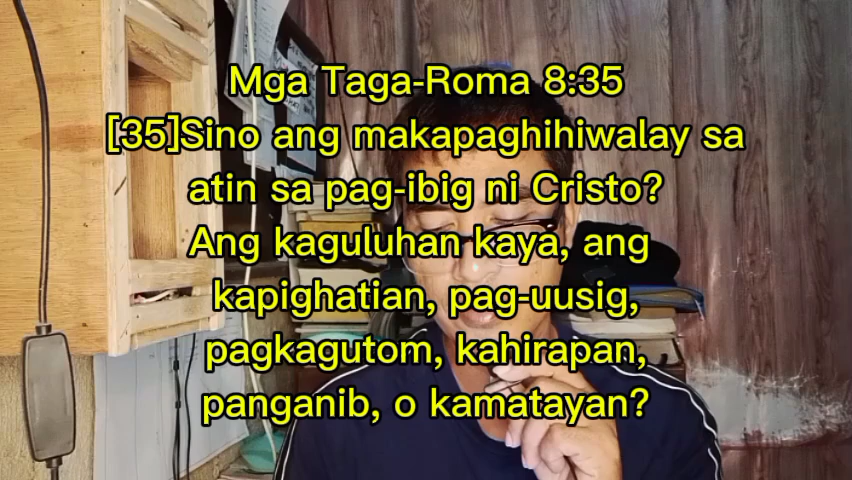 Mga Taga-Roma 8:35
[35]Sino ang makapaghihiwalay sa
atin sa pag-ibig ni Cristo?
Ang kaguluhan kaya, ang
kapighatian, pag-uusig,
pagkagutom, kahirapan,
panganib, o kamatayan?